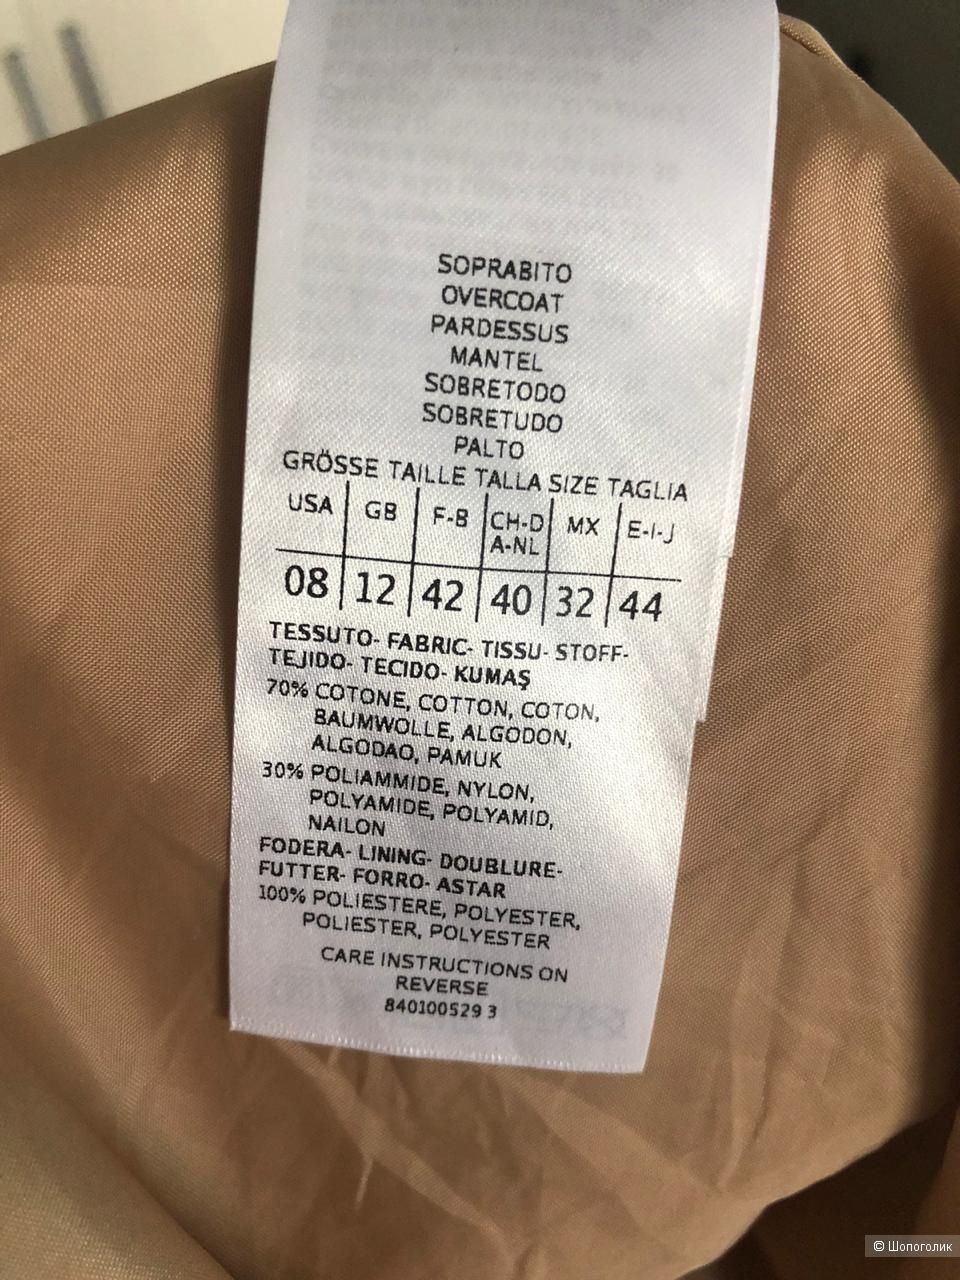 SOPRABITO
OVERCOAT
PARDESSUS
MANTEL
SOBRETODO
SOBRETUDO
PALTO
GRÖSSE TAILLE TALLA SIZE TAGLIA
USA GB F-B CH-D A-NL MX E-I-J
08 12 42 40 32 44
TESSUTO- FABRIC- TISSU- STOFF-
TEJIDO- TECIDO- KUMAŞ
70% COTONE, COTTON, COTON,
BAUMWOLLE, ALGODON,
ALGODAO, PAMUK
30% POLIAMMIDE, NYLON,
POLYAMIDE, POLYAMID,
NAILON
FODERA- LINING- DOUBLURE-
FUTTER- FORRO- ASTAR
100% POLIESTERE, POLYESTER,
POLIESTER, POLYESTER
CARE INSTRUCTIONS ON
REVERSE
840100529 3
© Шопоголик